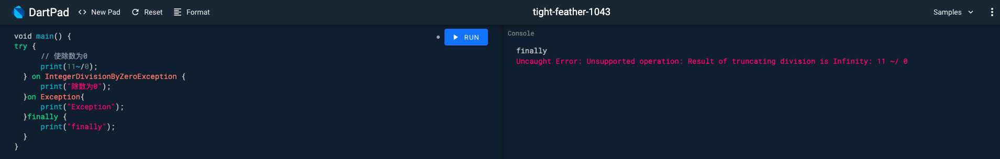 DartPad <> New Pad Reset Format tight-feather-1043 Samples
void main() {
try {
// 使除数为0
print(11~/0);
} on IntegerDivisionByZeroException {
print("除数为0");
}on Exception{
print("Exception");
}finally {
print("finally");
}
}
RUN
Console
finally
Uncaught Error: Unsupported operation: Result of truncating division is Infinity: 11 ~/ 0